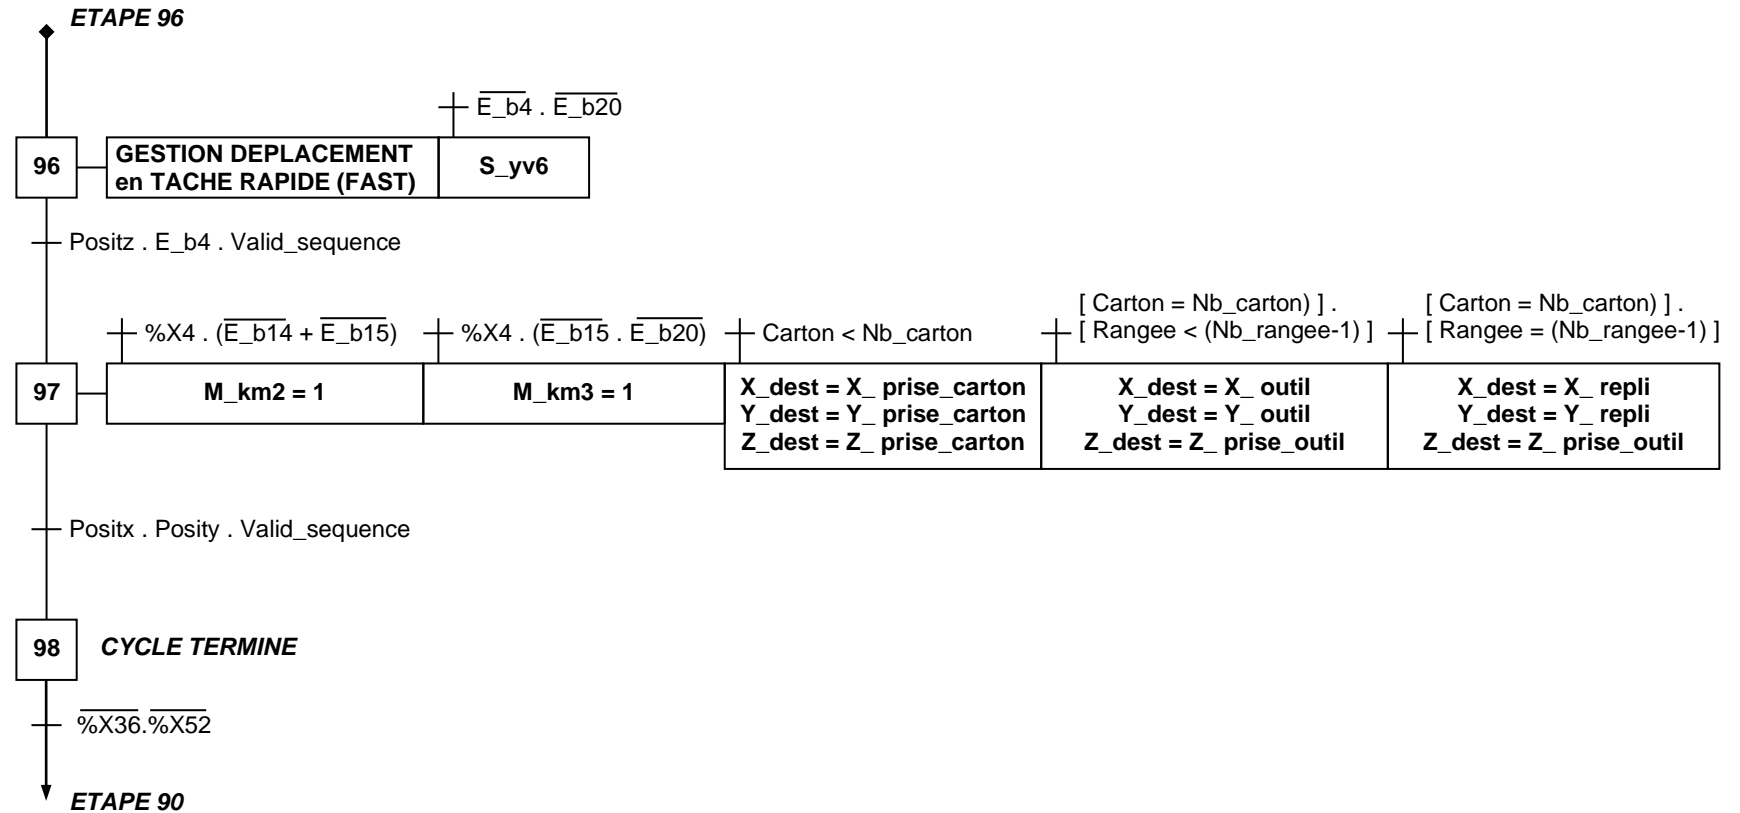 ETAPE 96
E_b4 . E_b20
96
GESTION DEPLACEMENT
en TACHE RAPIDE (FAST)
S_yv6
Positz . E_b4 . Valid_sequence
%X4 . (E_b14 + E_b15)
%X4 . (E_b15 . E_b20)
Carton < Nb_carton
[ Carton = Nb_carton) ] .
[ Rangee < (Nb_rangee-1) ]
[ Carton = Nb_carton) ] .
[ Rangee = (Nb_rangee-1) ]
97
M_km2 = 1
M_km3 = 1
X_dest = X_ prise_carton
Y_dest = Y_ prise_carton
Z_dest = Z_ prise_carton
X_dest = X_ outil
Y_dest = Y_ outil
Z_dest = Z_ prise_outil
X_dest = X_ repli
Y_dest = Y_ repli
Z_dest = Z_ prise_outil
Positx . Posity . Valid_sequence
98
CYCLE TERMINE
%X36.%X52
ETAPE 90